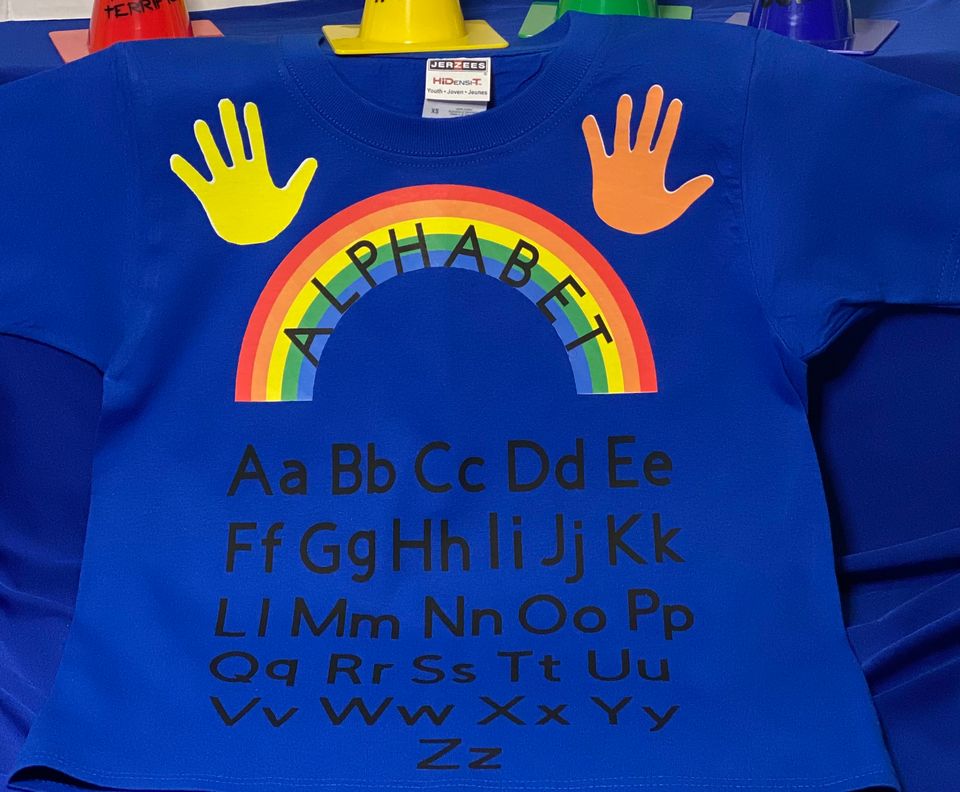 TERRIFIC
JERZEES
HiDENSI-T
Youth • Joven • Jeunes
XS
ALPHABET
Aa Bb Cc Dd Ee
Ff Gg Hh Ii Jj Kk
Ll Mm Nn Oo Pp
Qq Rr Ss Tt Uu
Vv Ww Xx Yy
Zz